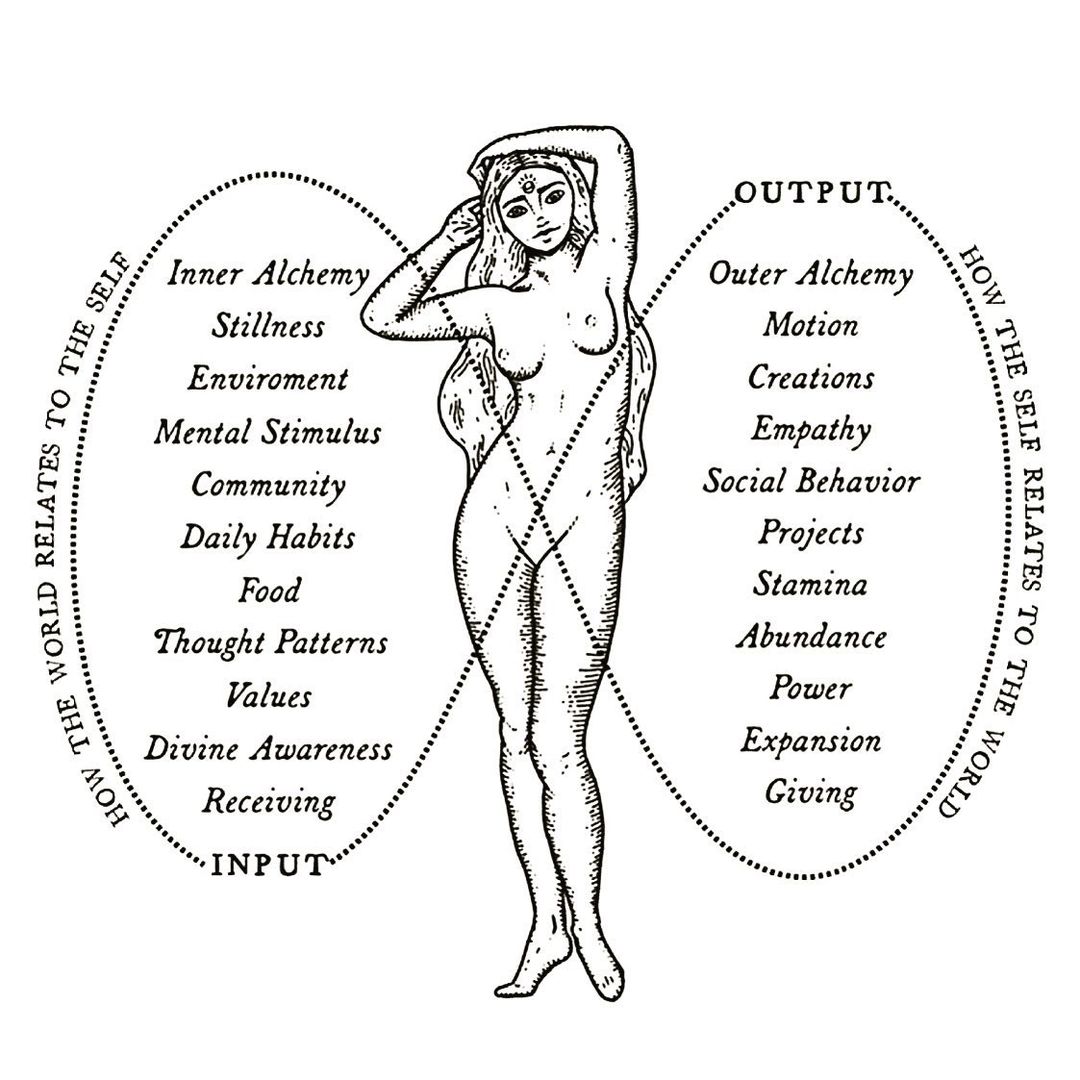 HOW THE WORLD RELATES TO THE SELF
Inner Alchemy
Stillness
Enviroment
Mental Stimulus
Community
Daily Habits
Food
Thought Patterns
Values
Divine Awareness
Receiving
INPUT
OUTPUT
Outer Alchemy
Motion
Creations
Empathy
Social Behavior
Projects
Stamina
Abundance
Power
Expansion
Giving
HOW THE SELF RELATES TO THE WORLD